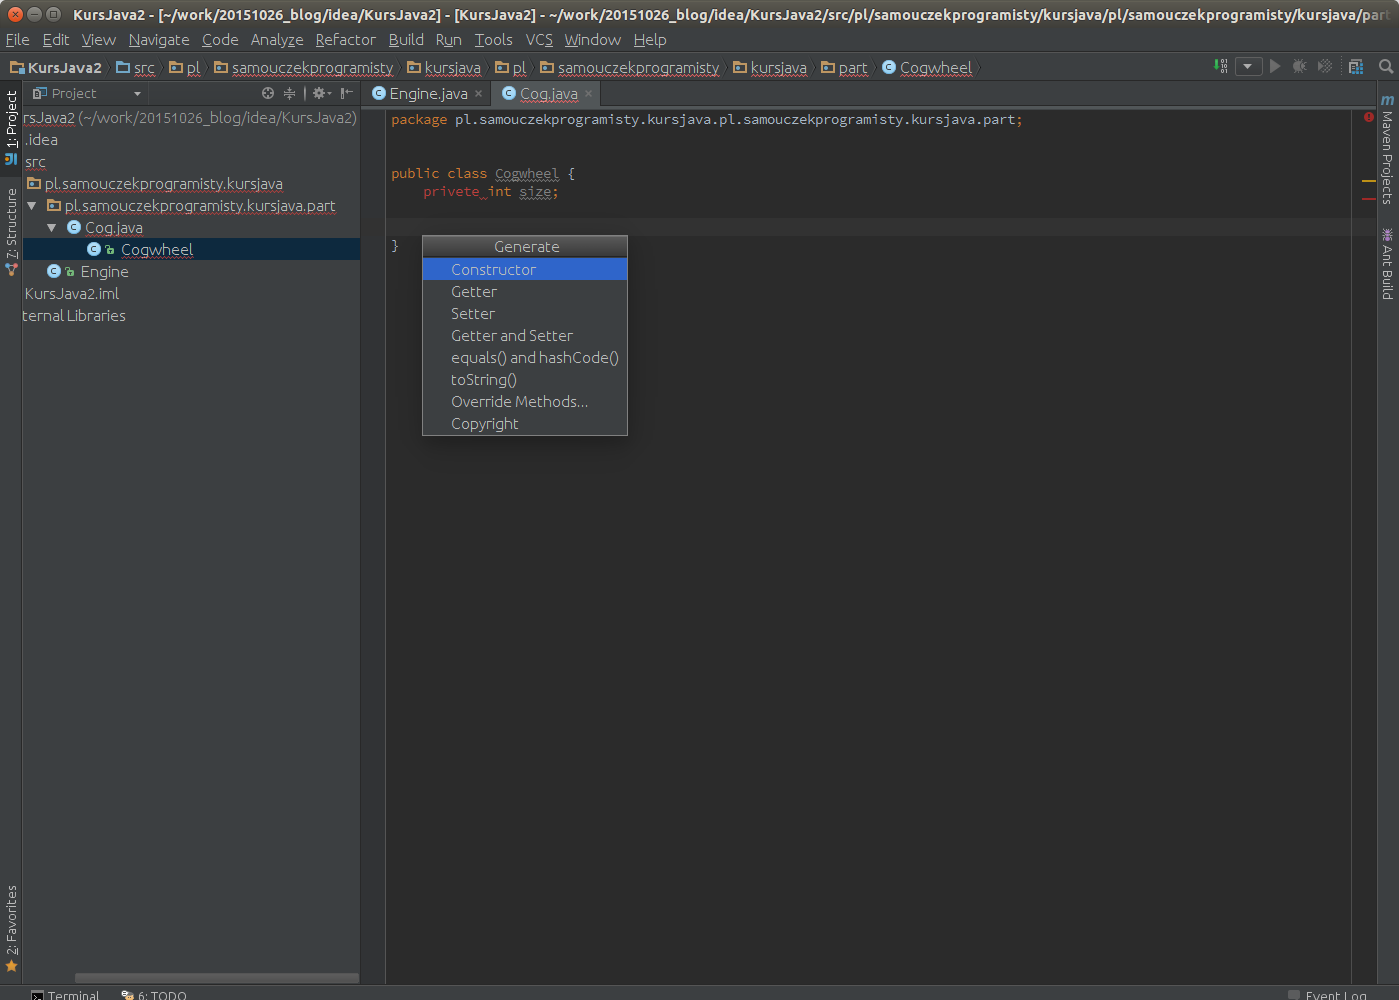 KursJava2 - [~/work/20151026_blog/idea/KursJava2] - [KursJava2] - ~/work/20151026_blog/idea/KursJava2/src/pl/samouczekprogramisty/kursjava/pl/samouczekprogramisty/kursjava/part
File Edit View Navigate Code Analyze Refactor Build Run Tools VCS Window Help
KursJava2 src pl samouczekprogramisty kursjava pl samouczekprogramisty kursjava part Cogwheel
Project
Engine.java Cog.java
1: Project
7: Structure
2: Favorites
rsJava2 (~/work/20151026_blog/idea/KursJava2)
.idea
src
pl.samouczekprogramisty.kursjava
pl.samouczekprogramisty.kursjava.part
Cog.java
Cogwheel
Engine
KursJava2.iml
ternal Libraries
package pl.samouczekprogramisty.kursjava.pl.samouczekprogramisty.kursjava.part;
public class Cogwheel {
privete int size;
}
Generate
Constructor
Getter
Setter
Getter and Setter
equals() and hashCode()
toString()
Override Methods...
Copyright
Maven Projects
Ant Build
Terminal 6: TODO Event Log